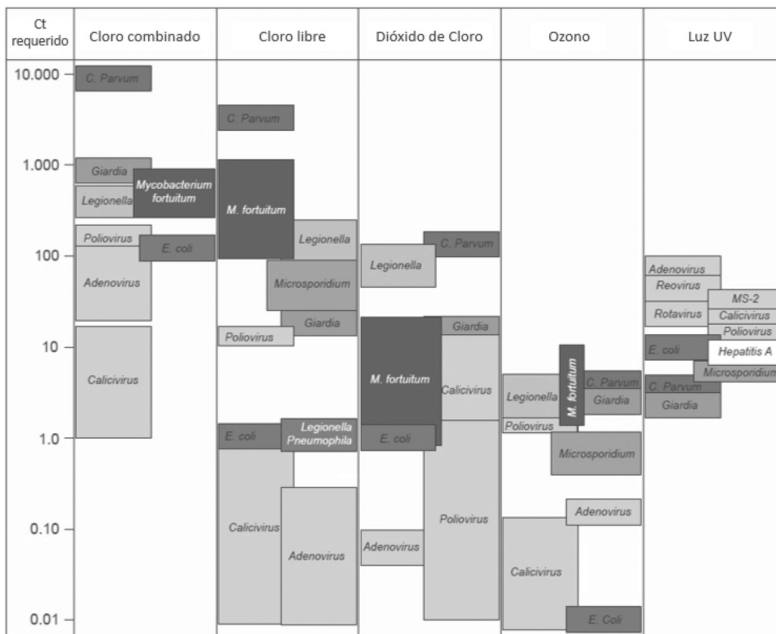 Ct
requerido
Cloro combinado
Cloro libre
Dióxido de Cloro
Ozono
Luz UV
10.000
1.000
100
10
1.0
0.10
0.01
C. Parvum
Giardia
Mycobacterium
fortuitum
Legionella
Poliovirus
E. coli
Adenovirus
Calicivirus
C. Parvum
M. fortuitum
Legionella
Microsporidium
Giardia
Poliovirus
E. coli
Legionella
Pneumophila
Calicivirus
Adenovirus
C. Parvum
Legionella
Giardia
M. fortuitum
Calicivirus
E. coli
Poliovirus
Adenovirus
M. fortuitum
C. Parvum
Legionella
Giardia
Poliovirus
Microsporidium
Adenovirus
Calicivirus
E. Coli
Adenovirus
Reovirus
MS-2
Rotavirus
Calicivirus
Poliovirus
E. coli
Hepatitis A
Microsporidium
C. Parvum
Giardia